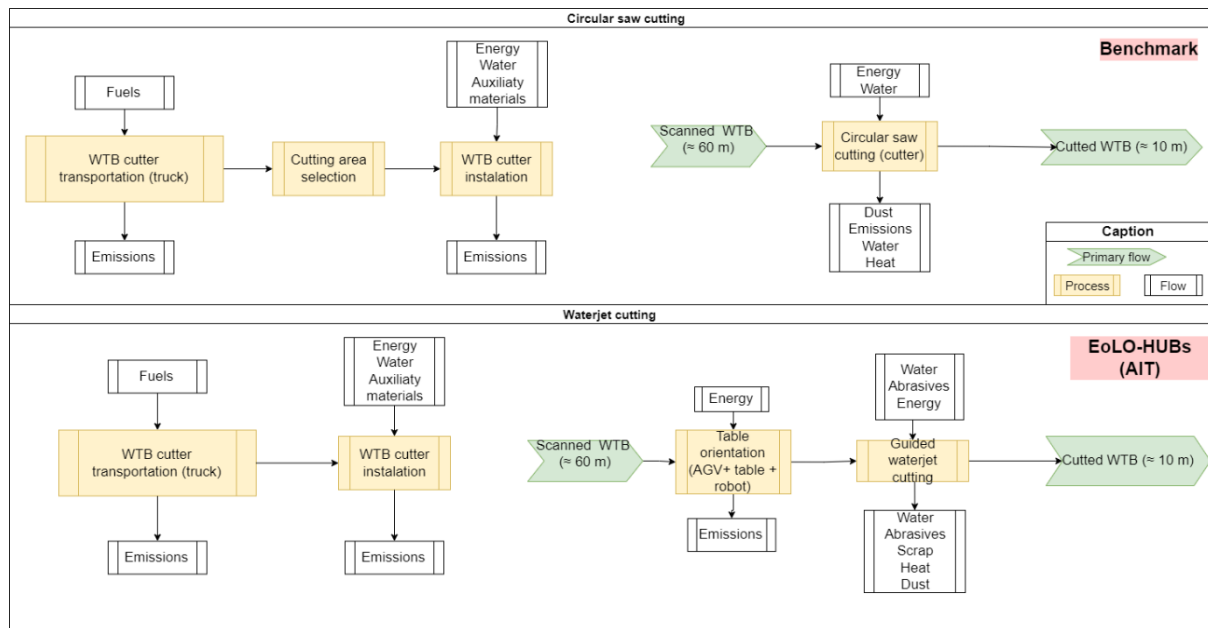 Circular saw cutting
Benchmark
Energy
Water
Auxiliaty
materials
Fuels
WTB cutter
transportation (truck)
Cutting area
selection
WTB cutter
instalation
Emissions
Emissions
Energy
Water
Scanned WTB
(≈ 60 m)
Circular saw
cutting (cutter)
Cutted WTB (≈ 10 m)
Dust
Emissions
Water
Heat
Caption
Primary flow
Process
Flow
Waterjet cutting
EoLO-HUBs
(AIT)
Fuels
Energy
Water
Auxiliaty
materials
WTB cutter
transportation (truck)
WTB cutter
instalation
Emissions
Emissions
Energy
Water
Abrasives
Energy
Scanned WTB
(≈ 60 m)
Table
orientation
(AGV+ table +
robot)
Guided
waterjet
cutting
Cutted WTB (≈ 10 m)
Emissions
Water
Abrasives
Scrap
Heat
Dust